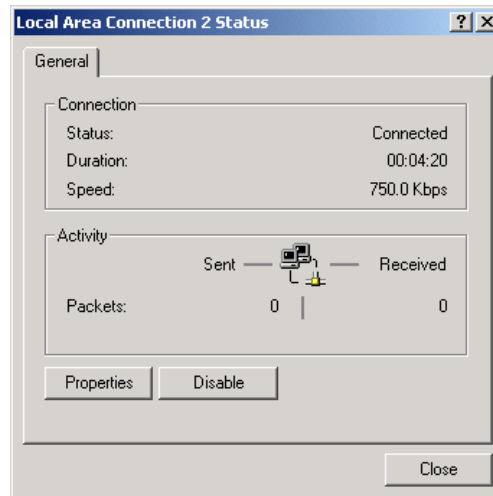 Local Area Connection 2 Status
General
Connection
Status: Connected
Duration: 00:04:20
Speed: 750.0 Kbps
Activity
Sent Received
Packets: 0 0
Properties Disable
Close